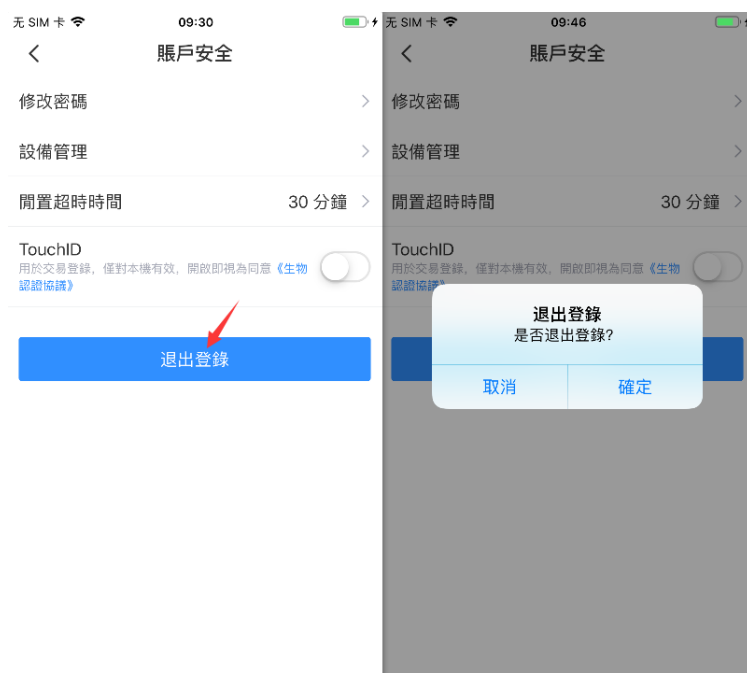 无 SIM 卡
09:30
賬戶安全
修改密碼
設備管理
閒置超時時間
30 分鐘
TouchID
用於交易登錄，僅對本機有效，開啟即視為同意《生物
認證協議》
退出登錄
无 SIM 卡
09:46
賬戶安全
修改密碼
設備管理
閒置超時時間
30 分鐘
TouchID
用於交易登錄，僅對本機有效，開啟即視為同意《生物
認證協議》
退出登錄
是否退出登錄?
取消
確定